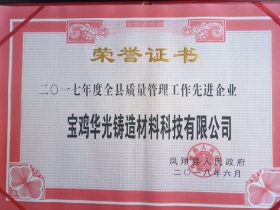 荣誉证书
二〇一七年度全县质量管理工作先进企业
宝鸡华光铸造材料科技有限公司
凤翔县人民政府
二〇一八年六月